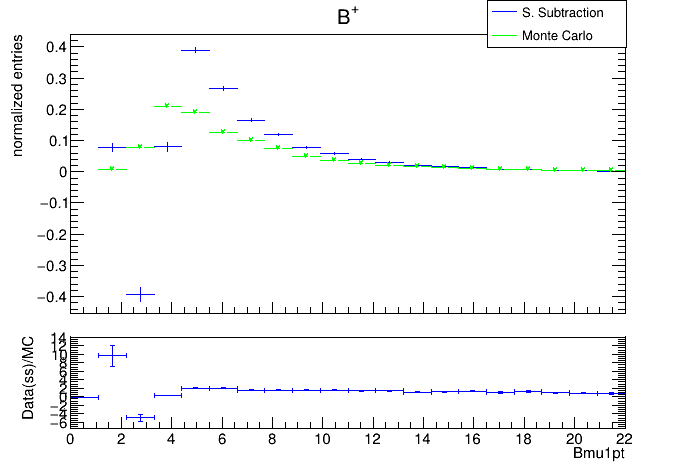 B+
S. Subtraction
Monte Carlo
normalized entries
0.4
0.3
0.2
0.1
0
−0.1
−0.2
−0.3
−0.4
Data(ss)/MC
14
12
10
8
6
4
2
0
−2
−4
−6
0 2 4 6 8 10 12 14 16 18 20 22
Bmu1pt